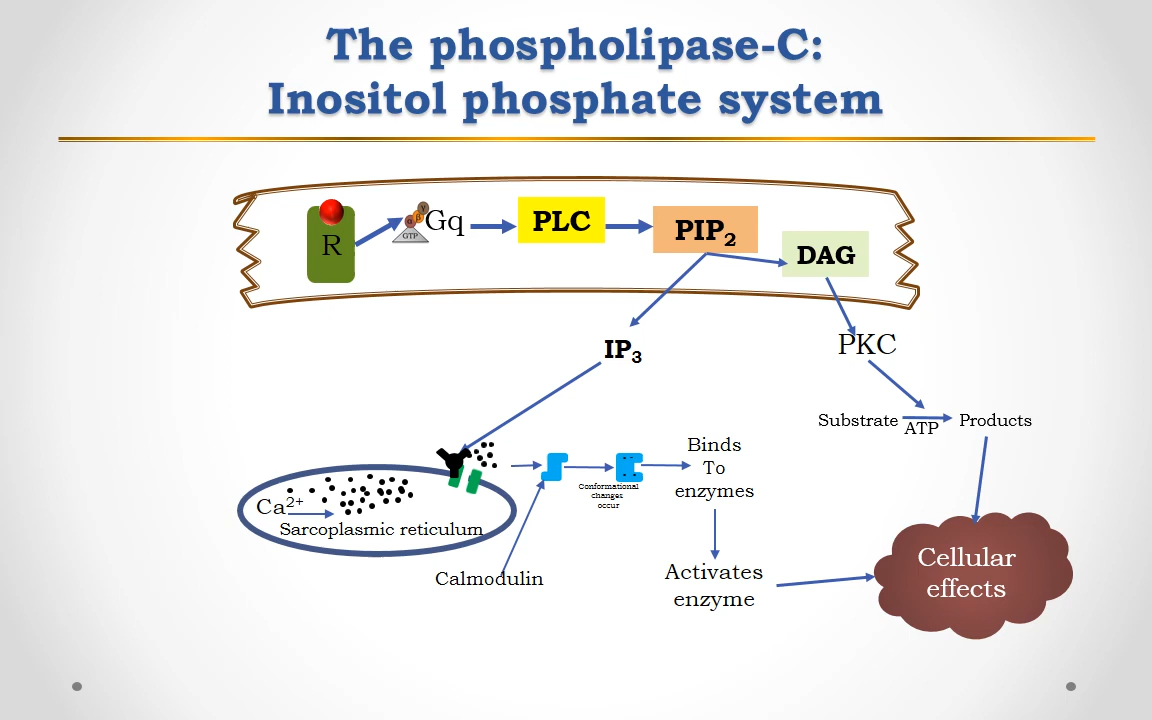 The phospholipase-C:
Inositol phosphate system
R
α β γ
GTP
Gq
PLC
PIP₂
DAG
IP₃
PKC
Substrate
ATP
Products
Binds
To
enzymes
Conformational
changes
occur
Ca²⁺
Sarcoplasmic reticulum
Calmodulin
Activates
enzyme
Cellular
effects